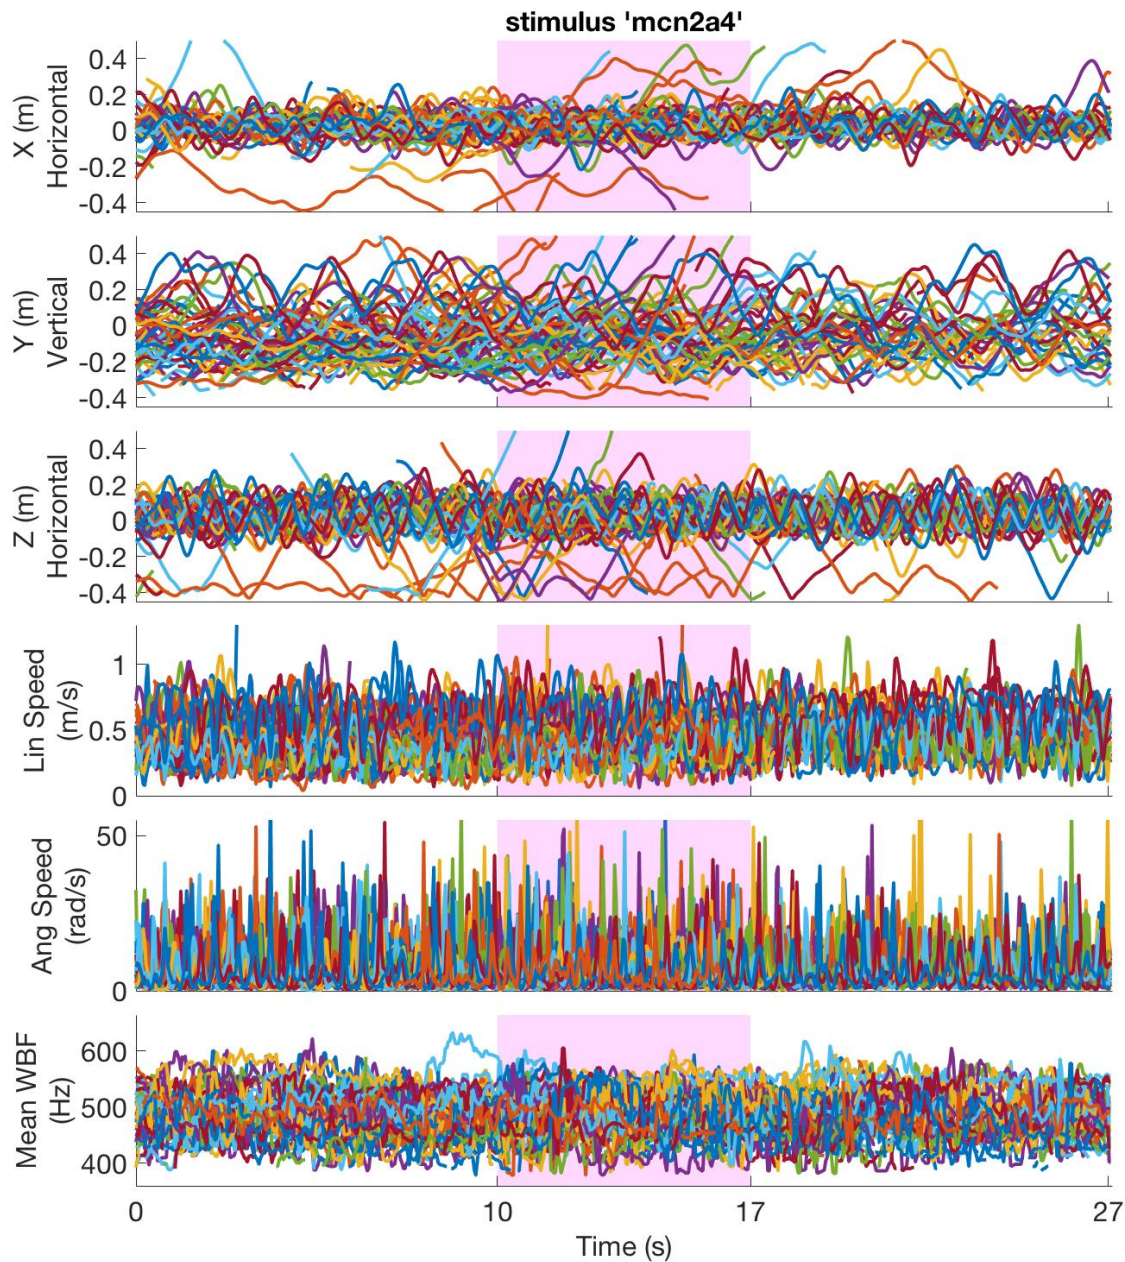 stimulus 'mcn2a4'
X (m)
Horizontal
0.4
0.2
0
-0.2
-0.4
Y (m)
Vertical
0.4
0.2
0
-0.2
-0.4
Z (m)
Horizontal
0.4
0.2
0
-0.2
-0.4
Lin Speed
(m/s)
1
0.5
0
Ang Speed
(rad/s)
50
0
Mean WBF
(Hz)
600
500
400
0 10 17 27
Time (s)